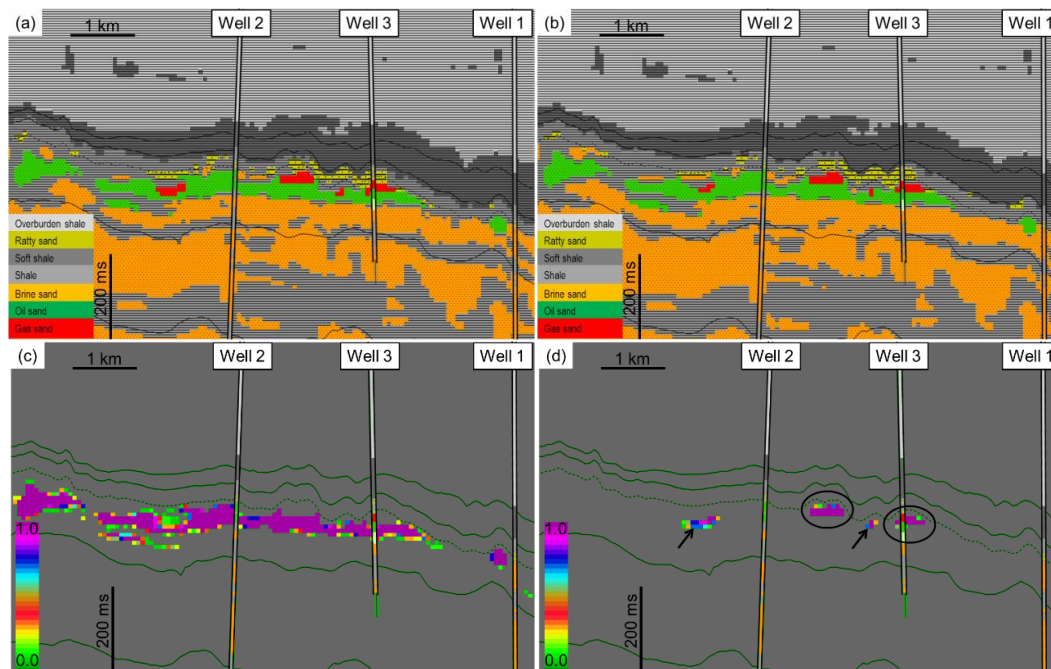 (a)
1 km
Well 2
Well 3
Well 1
Overburden shale
Ratty sand
Soft shale
Shale
Brine sand
Oil sand
Gas sand
200 ms
(b)
1 km
Well 2
Well 3
Well 1
Overburden shale
Ratty sand
Soft shale
Shale
Brine sand
Oil sand
Gas sand
200 ms
(c)
1 km
Well 2
Well 3
Well 1
1.0
0.0
200 ms
(d)
1 km
Well 2
Well 3
Well 1
1.0
0.0
200 ms